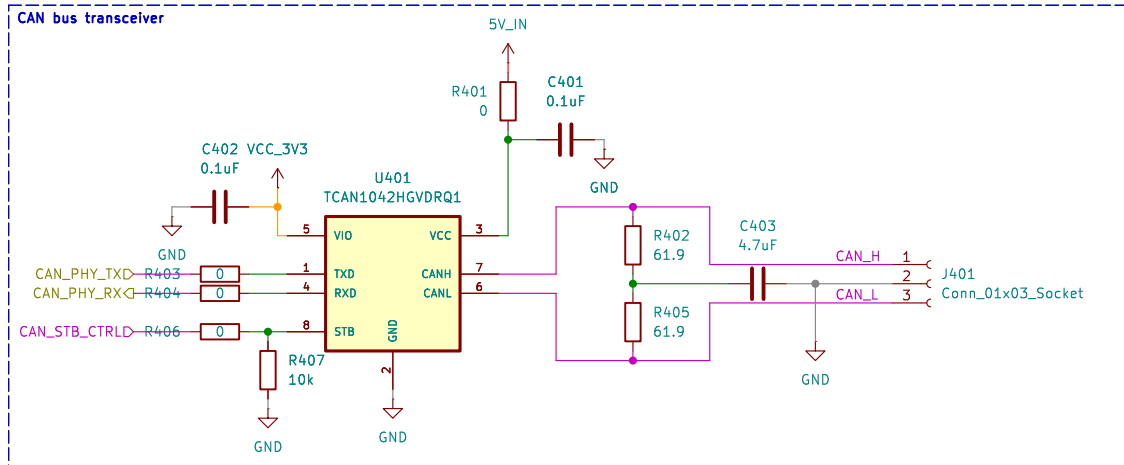 CAN bus transceiver
5V_IN
R401
0
C401
0.1uF
GND
C402
0.1uF
VCC_3V3
GND
U401
TCAN1042HGVDRQ1
5
VIO
VCC
3
1
TXD
CANH
7
4
RXD
CANL
6
8
STB
GND
2
GND
CAN_PHY_TX
R403
0
CAN_PHY_RX
R404
0
CAN_STB_CTRL
R406
0
R407
10k
GND
R402
61.9
R405
61.9
C403
4.7uF
GND
CAN_H
1
2
CAN_L
3
J401
Conn_01x03_Socket